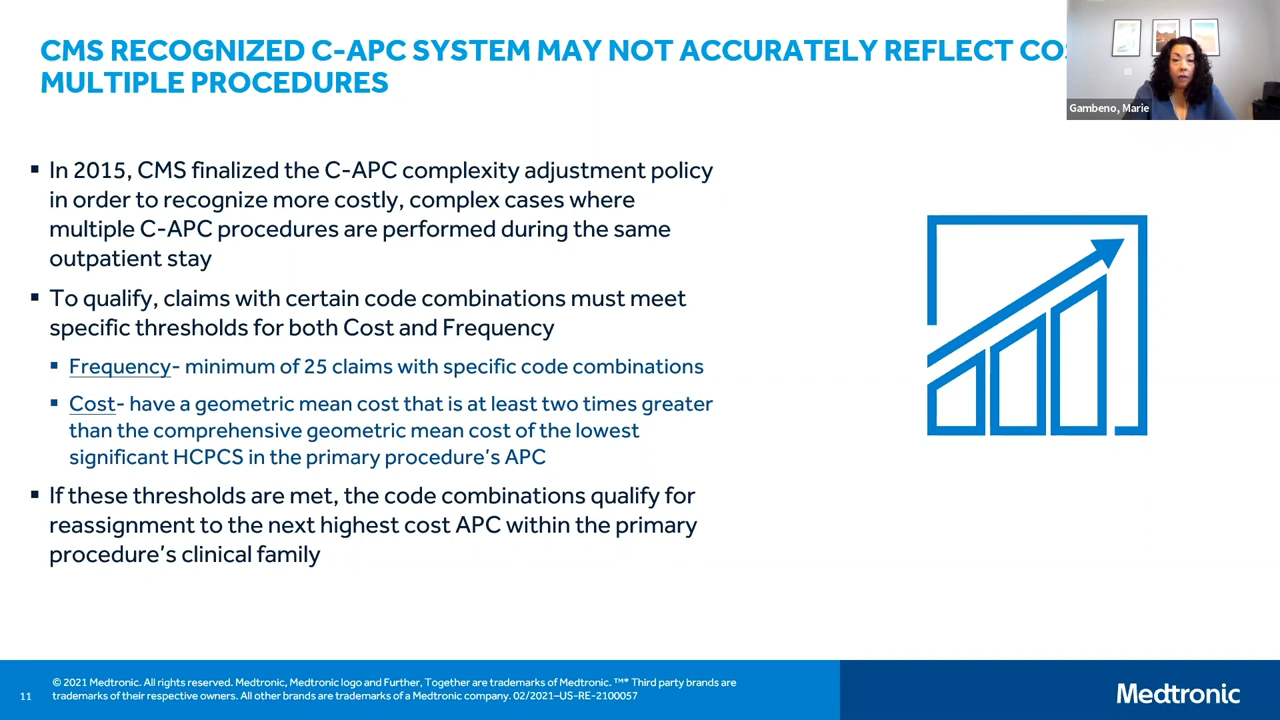 CMS RECOGNIZED C-APC SYSTEM MAY NOT ACCURATELY REFLECT
MULTIPLE PROCEDURES
Gambeno, Marie
▪ In 2015, CMS finalized the C-APC complexity adjustment policy
in order to recognize more costly, complex cases where
multiple C-APC procedures are performed during the same
outpatient stay
▪ To qualify, claims with certain code combinations must meet
specific thresholds for both Cost and Frequency
▪ Frequency- minimum of 25 claims with specific code combinations
▪ Cost- have a geometric mean cost that is at least two times greater
than the comprehensive geometric mean cost of the lowest
significant HCPCS in the primary procedure's APC
▪ If these thresholds are met, the code combinations qualify for
reassignment to the next highest cost APC within the primary
procedure's clinical family
11
© 2021 Medtronic. All rights reserved. Medtronic, Medtronic logo and Further, Together are trademarks of Medtronic. ™* Third party brands are
trademarks of their respective owners. All other brands are trademarks of a Medtronic company. 02/2021–US-RE-2100057
Medtronic